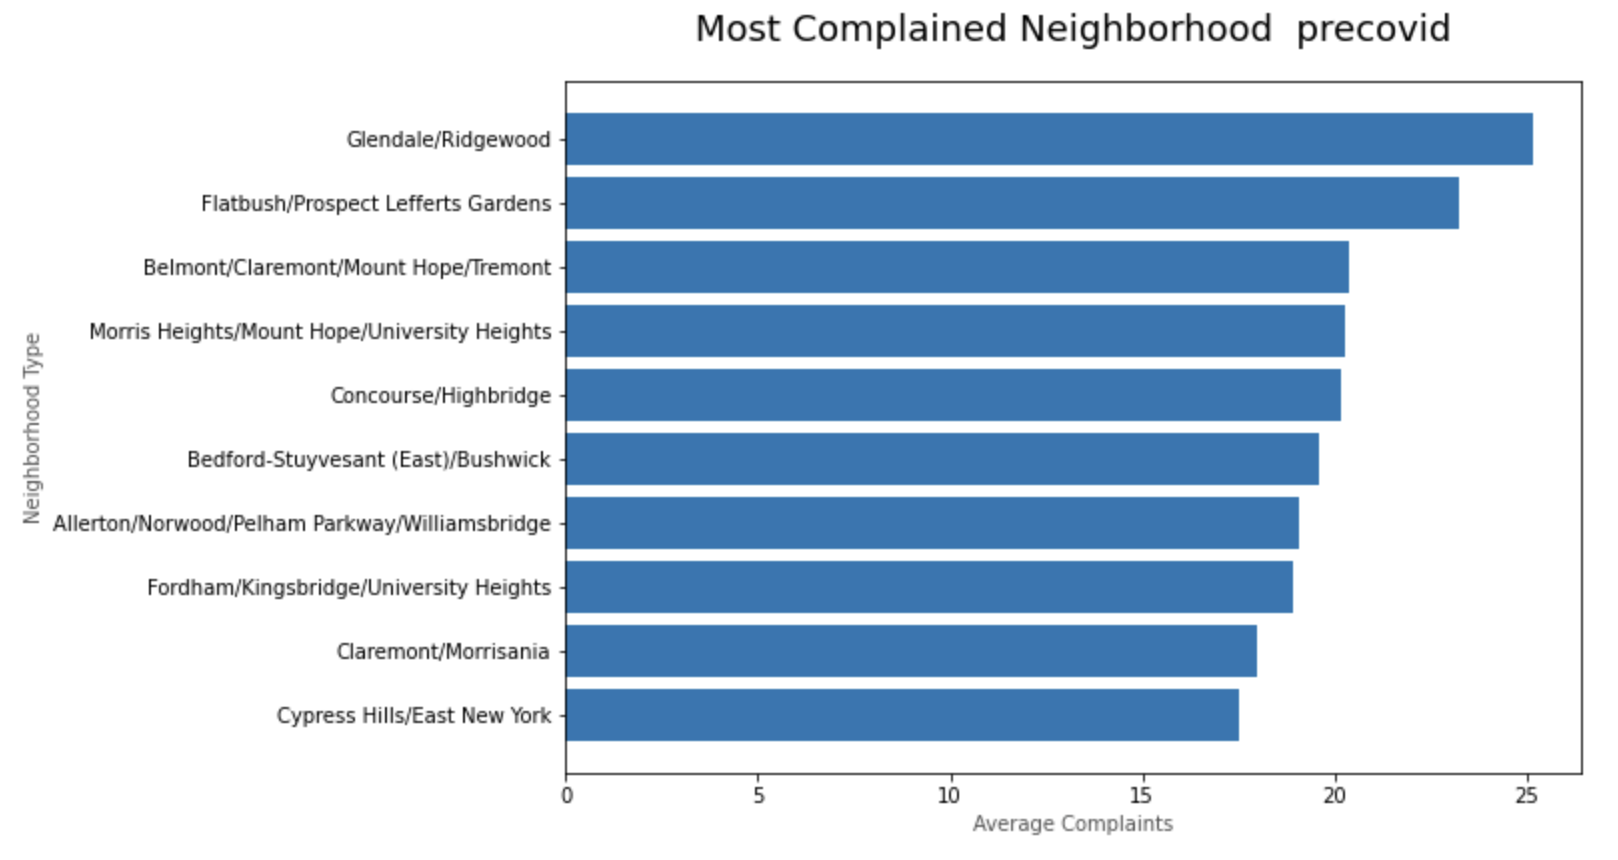 Most Complained Neighborhood  precovid
Neighborhood Type
Glendale/Ridgewood
Flatbush/Prospect Lefferts Gardens
Belmont/Claremont/Mount Hope/Tremont
Morris Heights/Mount Hope/University Heights
Concourse/Highbridge
Bedford-Stuyvesant (East)/Bushwick
Allerton/Norwood/Pelham Parkway/Williamsbridge
Fordham/Kingsbridge/University Heights
Claremont/Morrisania
Cypress Hills/East New York
0 5 10 15 20 25
Average Complaints